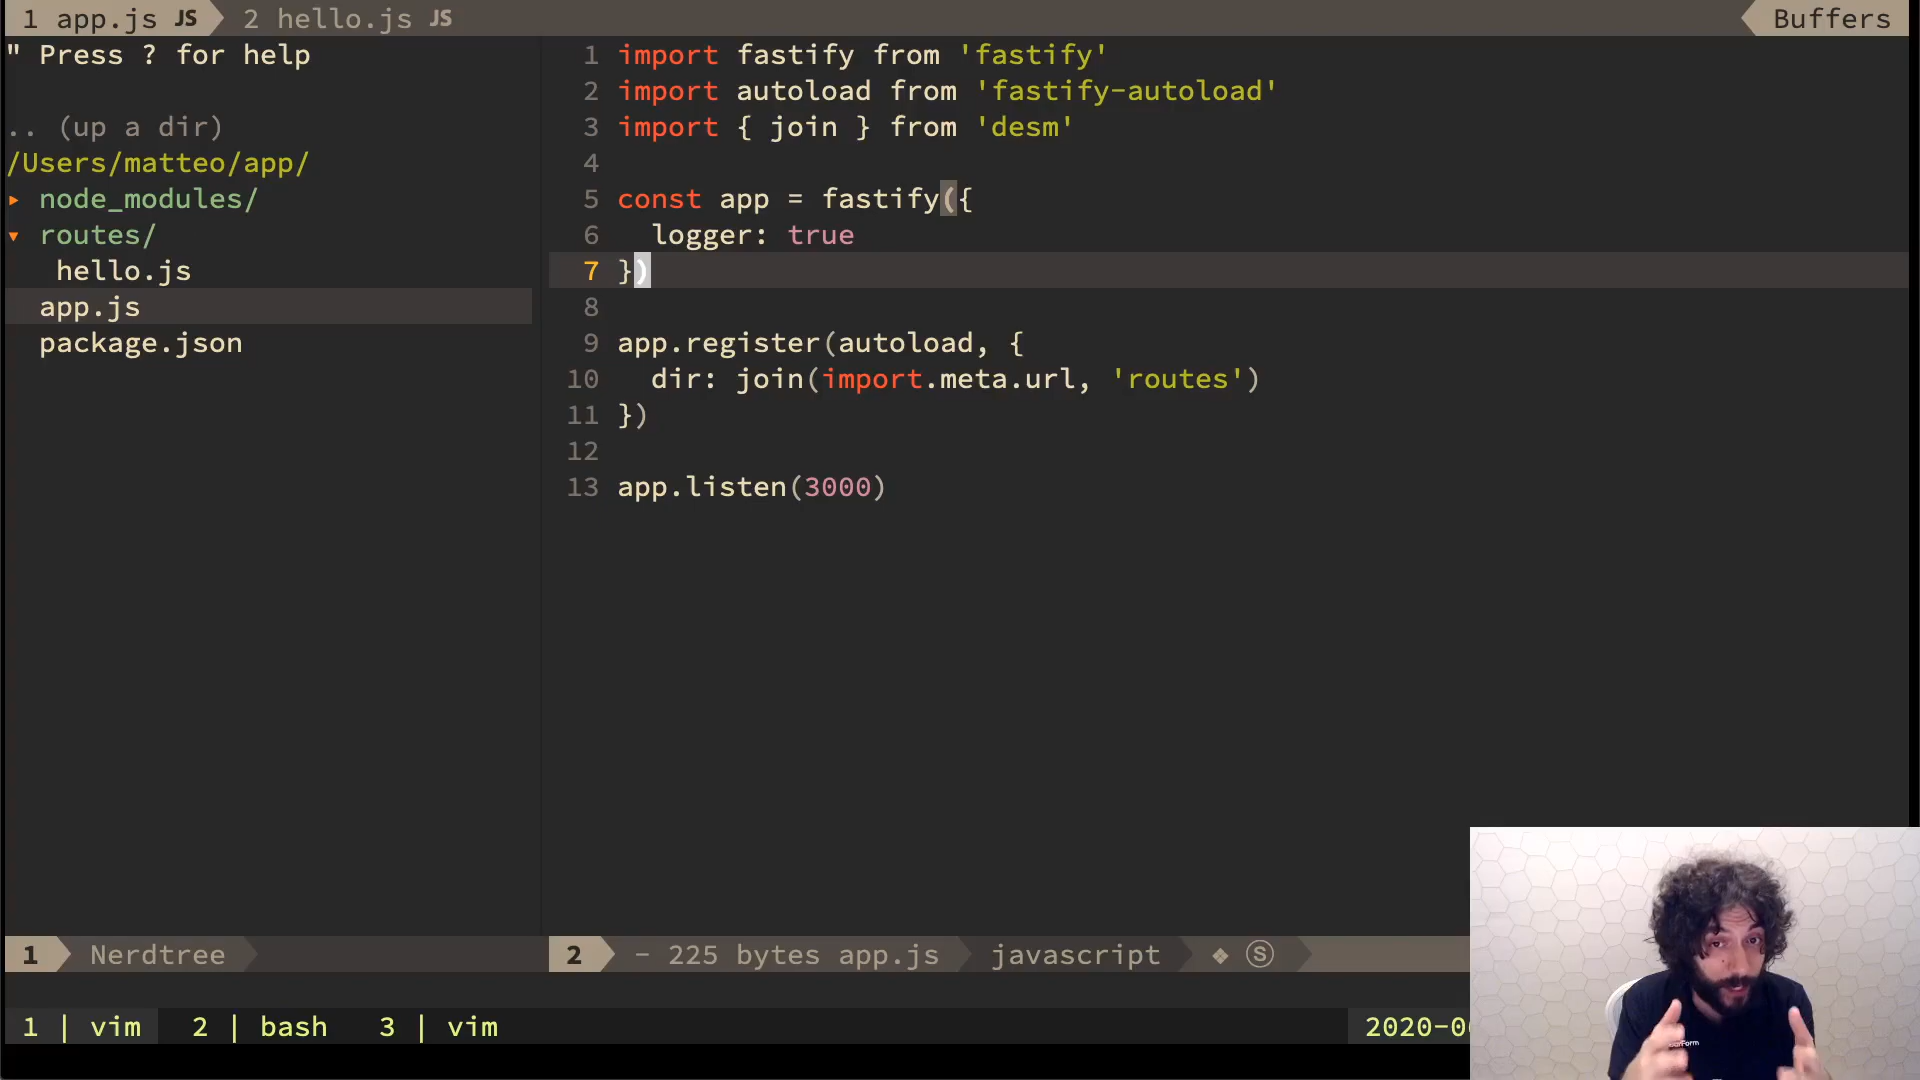 1 app.js JS 2 hello.js JS Buffers
" Press ? for help
.. (up a dir)
/Users/matteo/app/
▸ node_modules/
▾ routes/
hello.js
app.js
package.json
1 import fastify from 'fastify'
2 import autoload from 'fastify-autoload'
3 import { join } from 'desm'
4
5 const app = fastify({
6 logger: true
7 })
8
9 app.register(autoload, {
10 dir: join(import.meta.url, 'routes')
11 })
12
13 app.listen(3000)
1 Nerdtree 2 - 225 bytes app.js javascript ❖ Ⓢ
1 | vim 2 | bash 3 | vim 2020-0